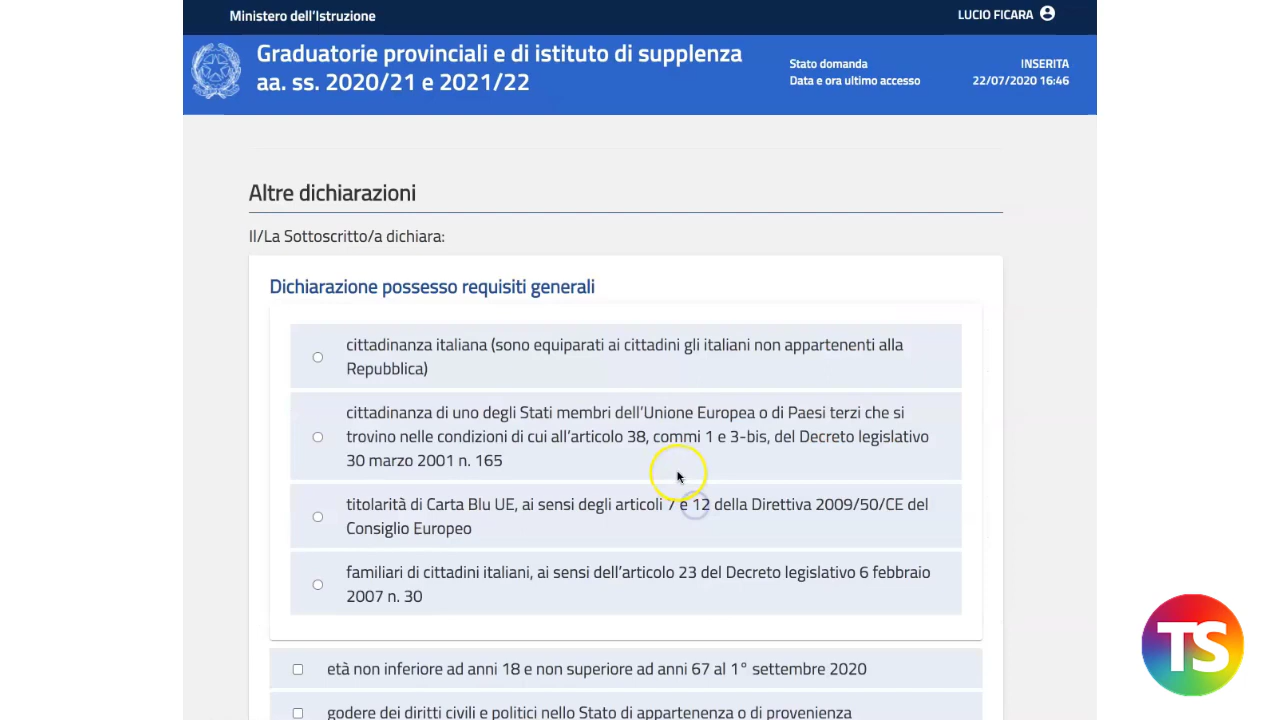 Ministero dell'Istruzione
LUCIO FICARA
Graduatorie provinciali e di istituto di supplenza
aa. ss. 2020/21 e 2021/22
Stato domanda
INSERITA
Data e ora ultimo accesso
22/07/2020 16:46
Altre dichiarazioni
Il/La Sottoscritto/a dichiara:
Dichiarazione possesso requisiti generali
cittadinanza italiana (sono equiparati ai cittadini gli italiani non appartenenti alla
Repubblica)
cittadinanza di uno degli Stati membri dell'Unione Europea o di Paesi terzi che si
trovino nelle condizioni di cui all'articolo 38, commi 1 e 3-bis, del Decreto legislativo
30 marzo 2001 n. 165
titolarità di Carta Blu UE, ai sensi degli articoli 7 e 12 della Direttiva 2009/50/CE del
Consiglio Europeo
familiari di cittadini italiani, ai sensi dell'articolo 23 del Decreto legislativo 6 febbraio
2007 n. 30
età non inferiore ad anni 18 e non superiore ad anni 67 al 1° settembre 2020
godere dei diritti civili e politici nello Stato di appartenenza o di provenienza
TS